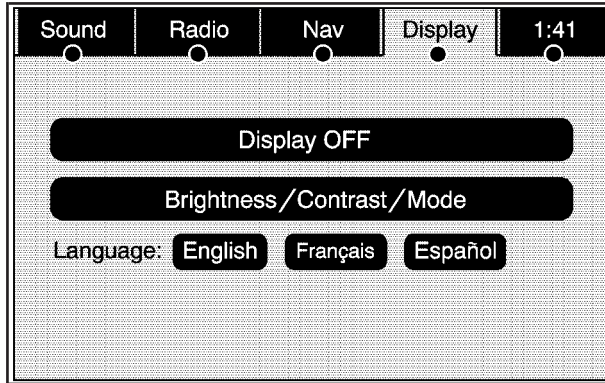 Sound Radio Nav Display 1:41
Display OFF
Brightness/Contrast/Mode
Language: English Français Español